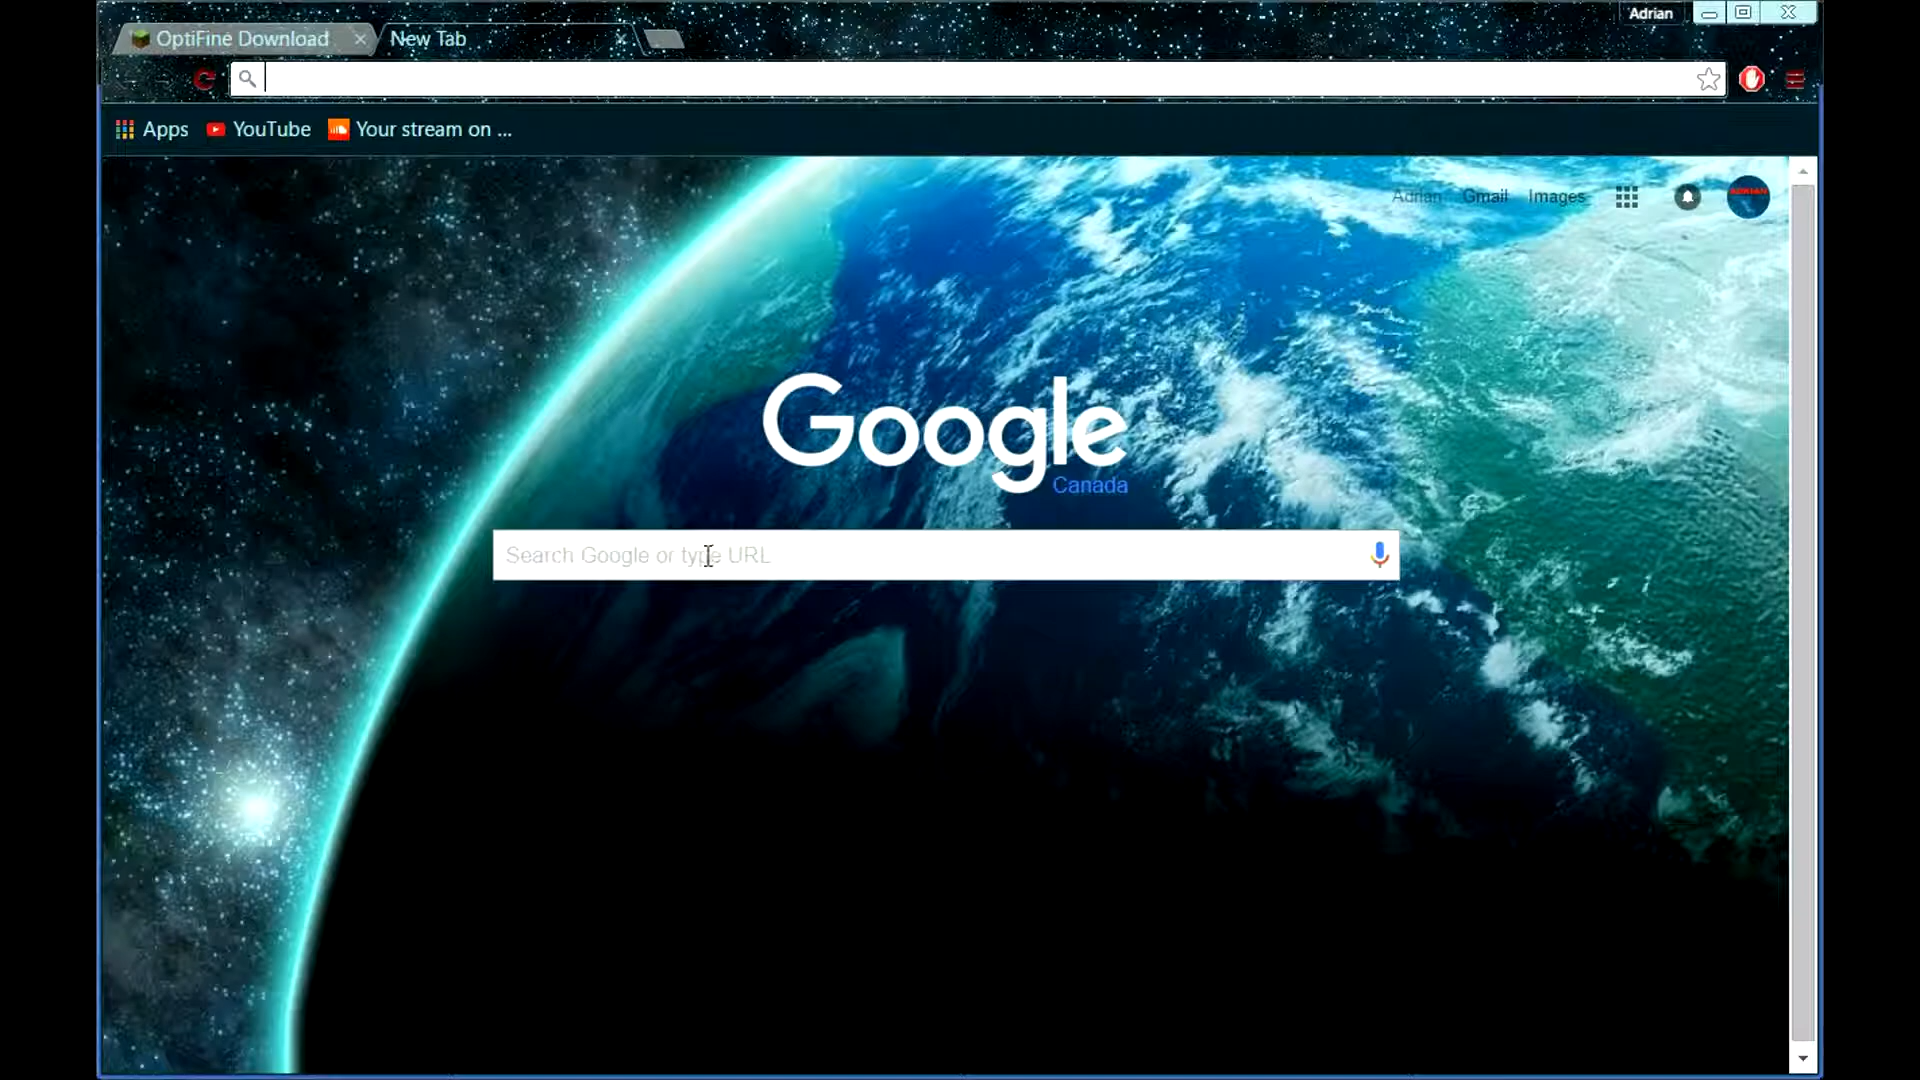 Adrian
OptiFine Download
New Tab
Apps
YouTube
Your stream on ...
Adrian
Gmail
Images
ADRIAN
Google
Canada
Search Google or type URL